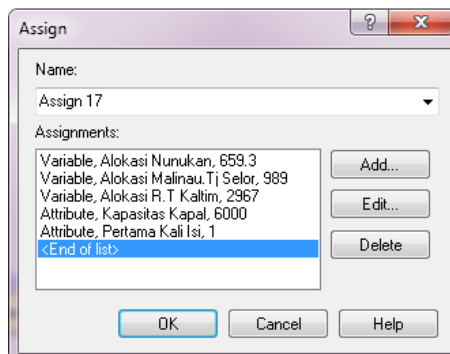 Assign
Name:
Assign 17
Assignments:
Variable, Alokasi Nunukan, 659.3
Variable, Alokasi Malinau.Tj Selor, 989
Variable, Alokasi R.T Kaltim, 2967
Attribute, Kapasitas Kapal, 6000
Attribute, Pertama Kali Isi, 1
<End of list>
Add...
Edit...
Delete
OK
Cancel
Help